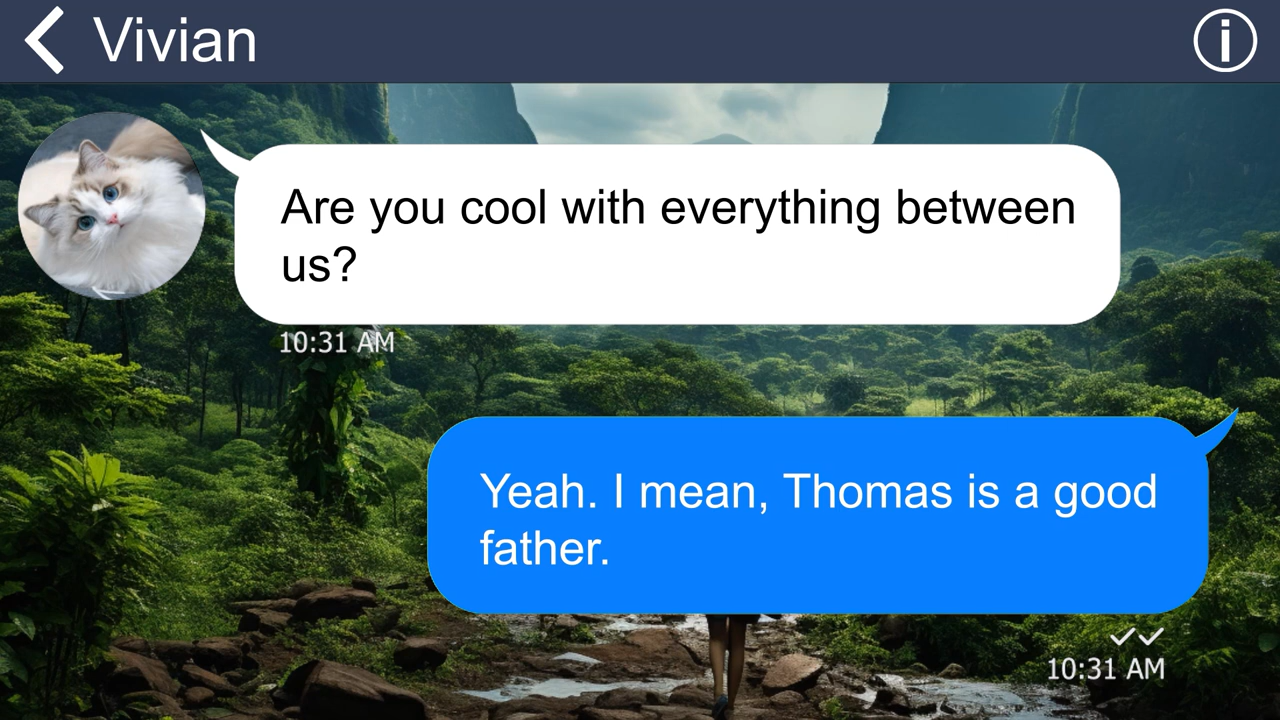 Vivian
Are you cool with everything between
us?
10:31 AM
Yeah. I mean, Thomas is a good
father.
10:31 AM